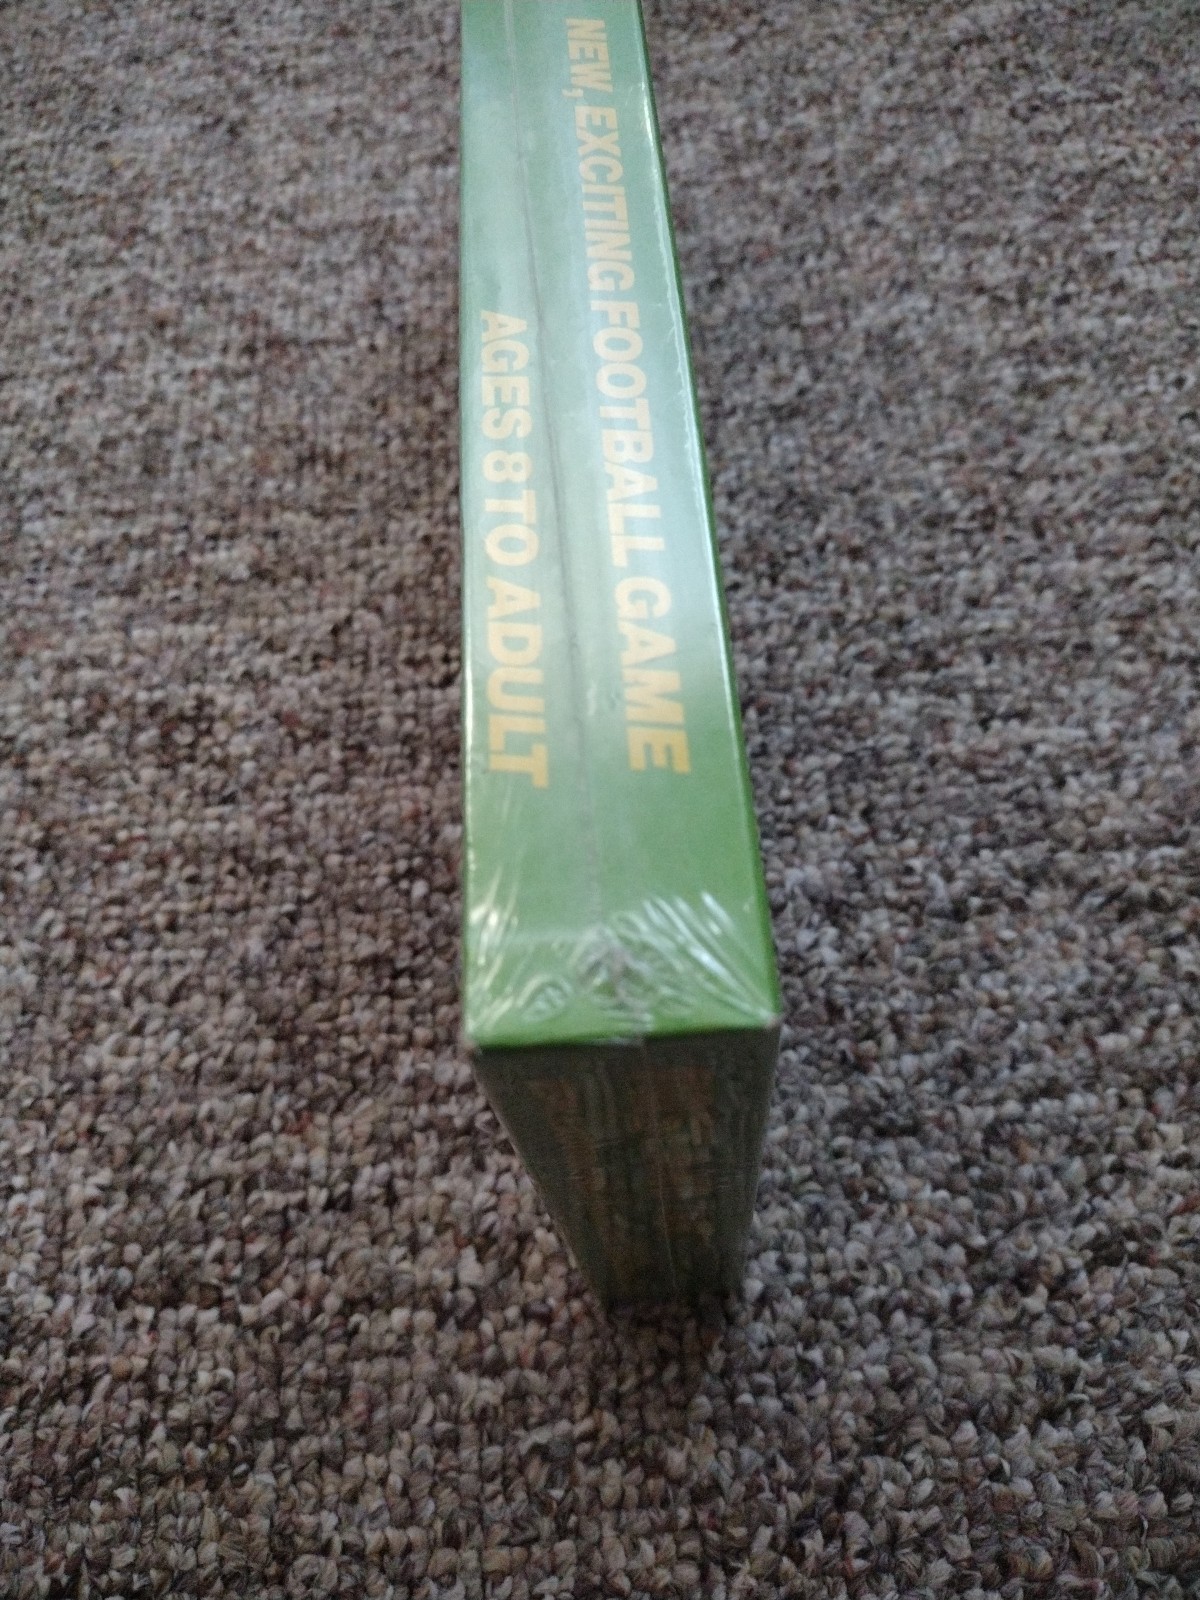 NEW, EXCITING FOOTBALL GAME
AGES 8 TO ADULT